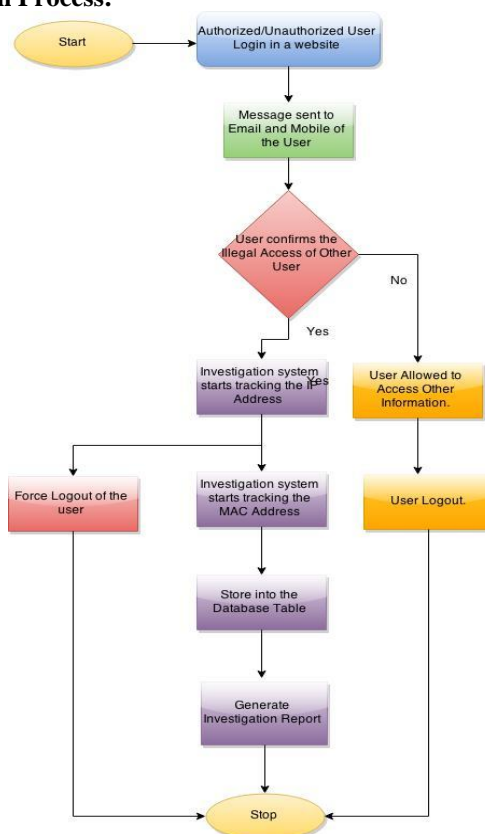 Process:
Start
Authorized/Unauthorized User
Login in a website
Message sent to
Email and Mobile of
the User
User confirms the
Illegal Access of Other
User
No
Yes
Investigation system
starts tracking the IP
Address
Yes
User Allowed to
Access Other
Information.
Force Logout of the
user
Investigation system
starts tracking the
MAC Address
User Logout.
Store into the
Database Table
Generate
Investigation Report
Stop